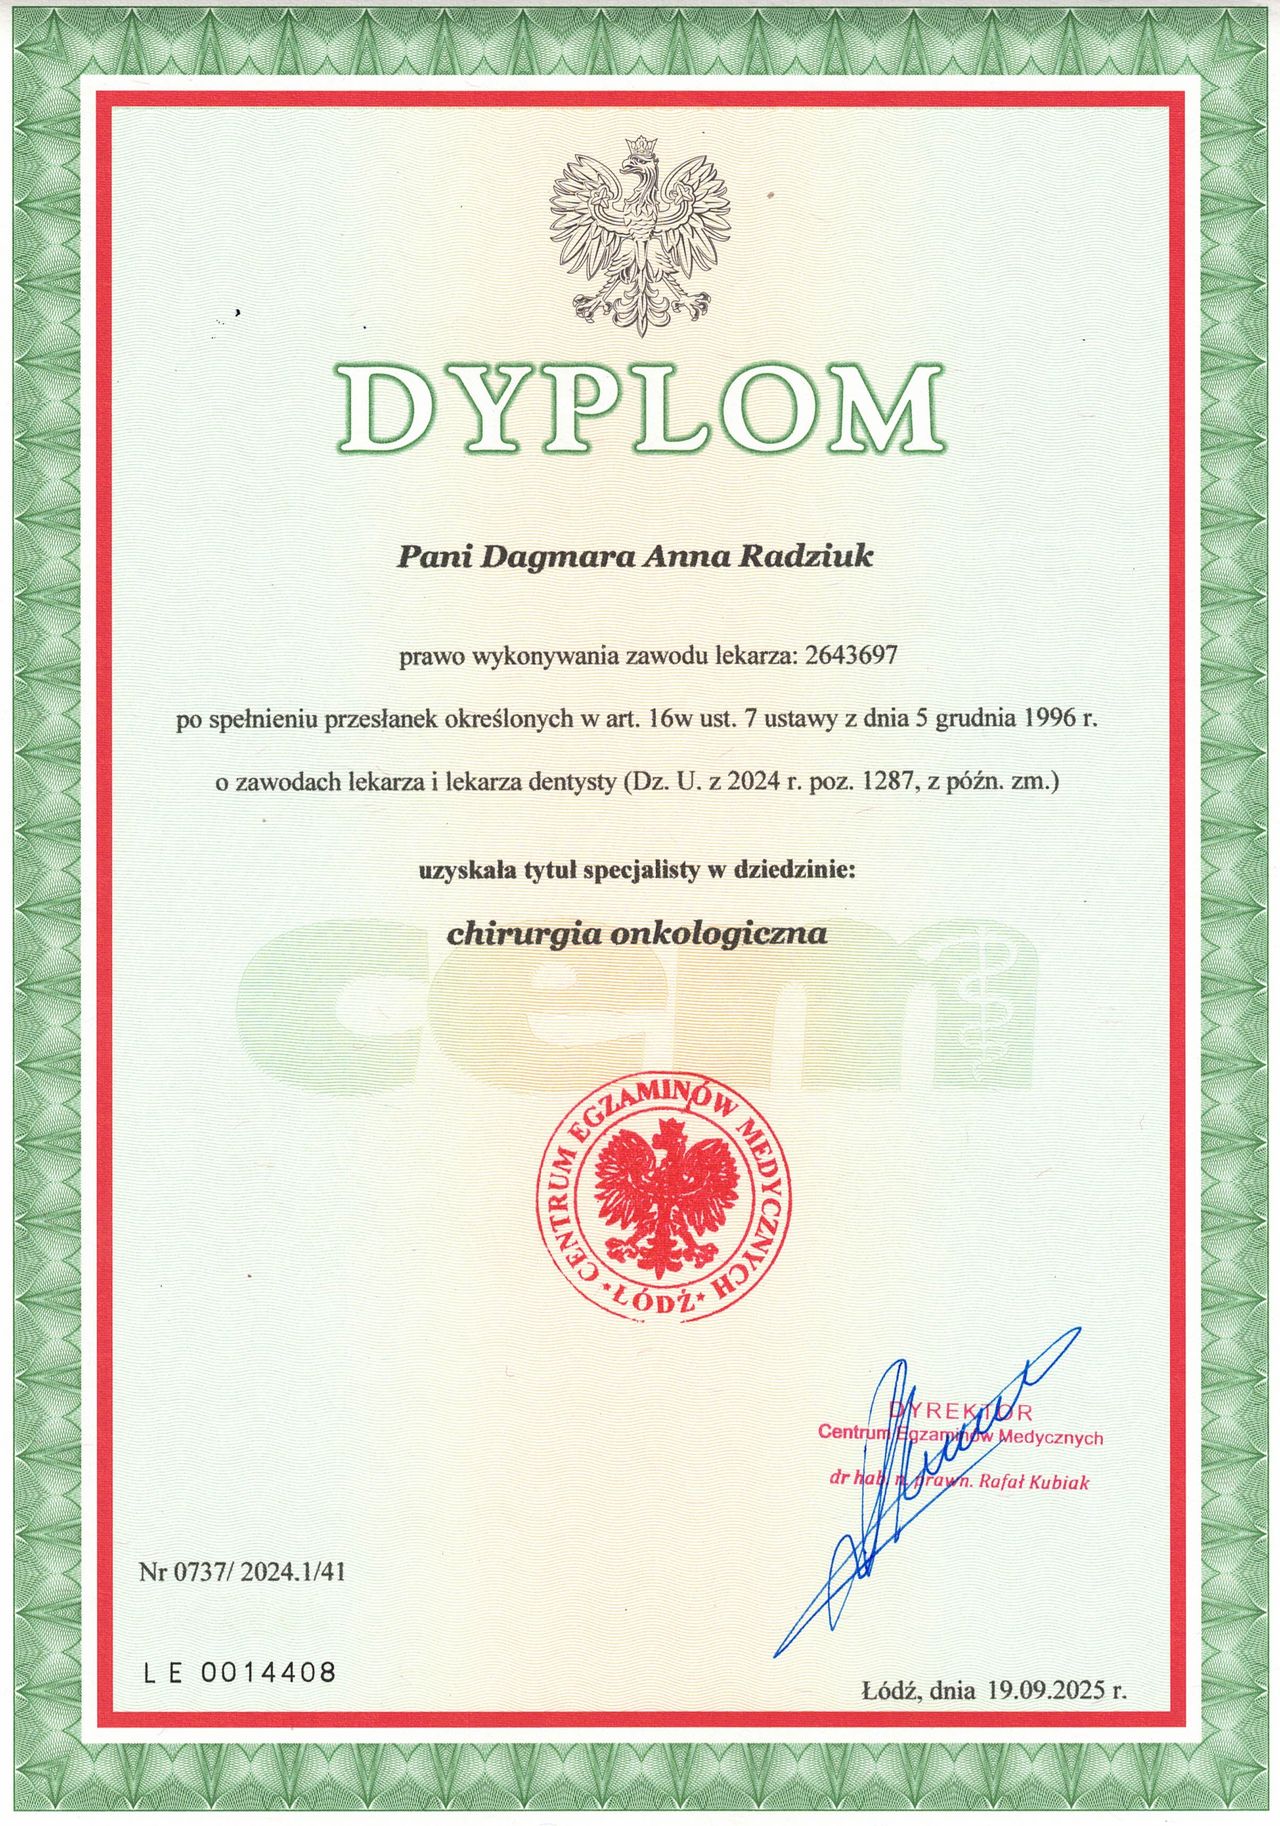 DYPLOM
Pani Dagmara Anna Radziuk
prawo wykonywania zawodu lekarza: 2643697
po spełnieniu przesłanek określonych w art. 16w ust. 7 ustawy z dnia 5 grudnia 1996 r.
o zawodach lekarza i lekarza dentysty (Dz. U. z 2024 r. poz. 1287, z późn. zm.)
uzyskała tytuł specjalisty w dziedzinie:
chirurgia onkologiczna
cem
CENTRUM EGZAMINÓW MEDYCZNYCH
* ŁÓDŹ *
DYREKTOR
Centrum Egzaminów Medycznych
dr hab. n. prawn. Rafał Kubiak
Nr 0737/ 2024.1/41
LE 0014408
Łódź, dnia 19.09.2025 r.